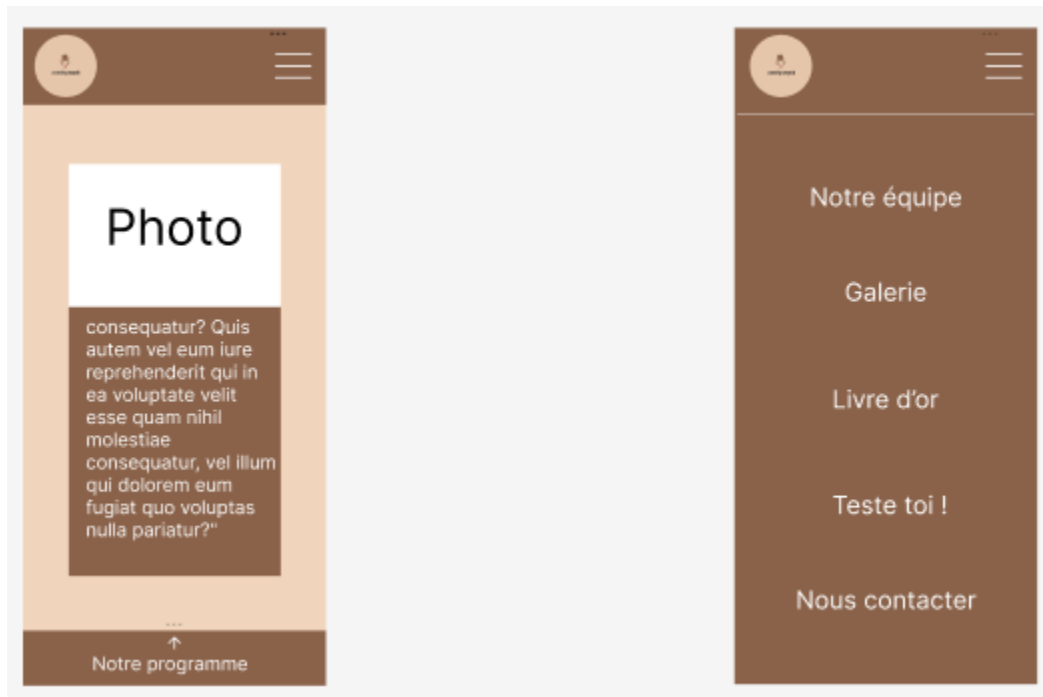 Photo
consequatur? Quis
autem vel eum iure
reprehenderit qui in
ea voluptate velit
esse quam nihil
molestiae
consequatur, vel illum
qui dolorem eum
fugiat quo voluptas
nulla pariatur?"
↑
Notre programme
Notre équipe
Galerie
Livre d'or
Teste toi !
Nous contacter